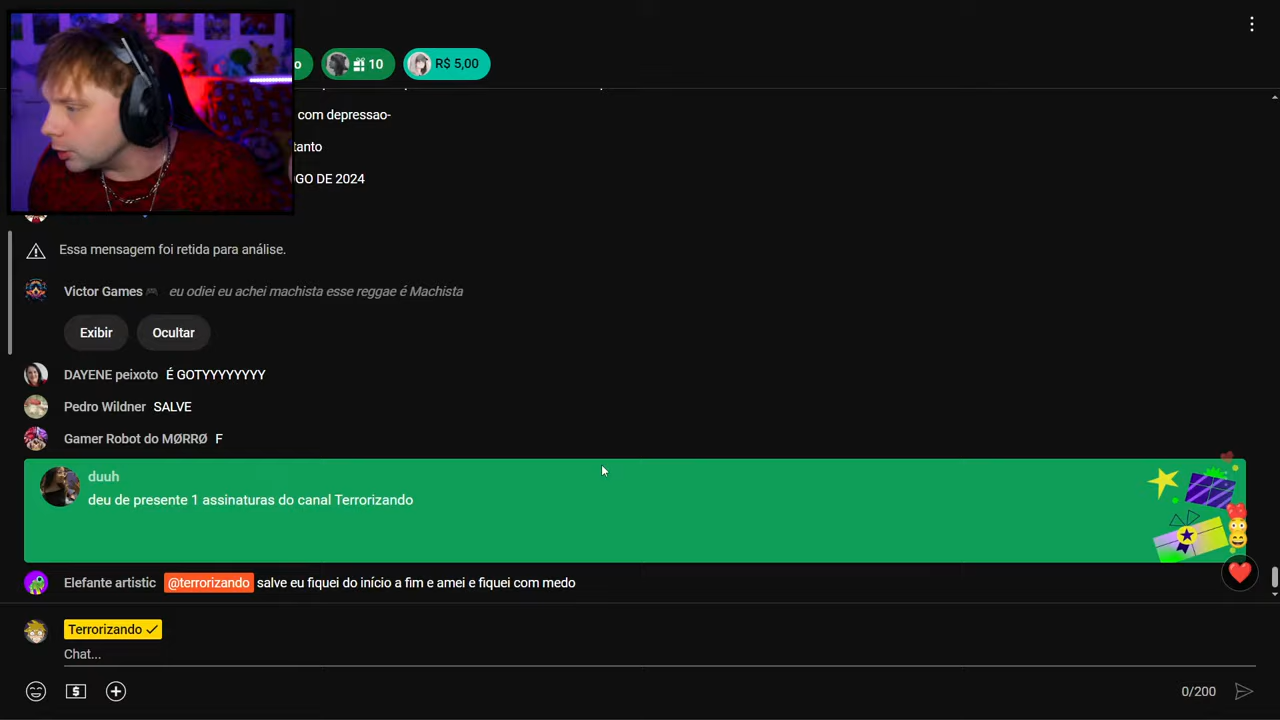 o
10
R$ 5,00
com depressao-
tanto
GO DE 2024
Essa mensagem foi retida para análise.
Victor Games eu odiei eu achei machista esse reggae é Machista
Exibir Ocultar
DAYENE peixoto É GOTYYYYYYYY
Pedro Wildner SALVE
Gamer Robot do MØRRØ F
duuh
deu de presente 1 assinaturas do canal Terrorizando
Elefante artistic @terrorizando salve eu fiquei do início a fim e amei e fiquei com medo
Terrorizando
Chat...
0/200